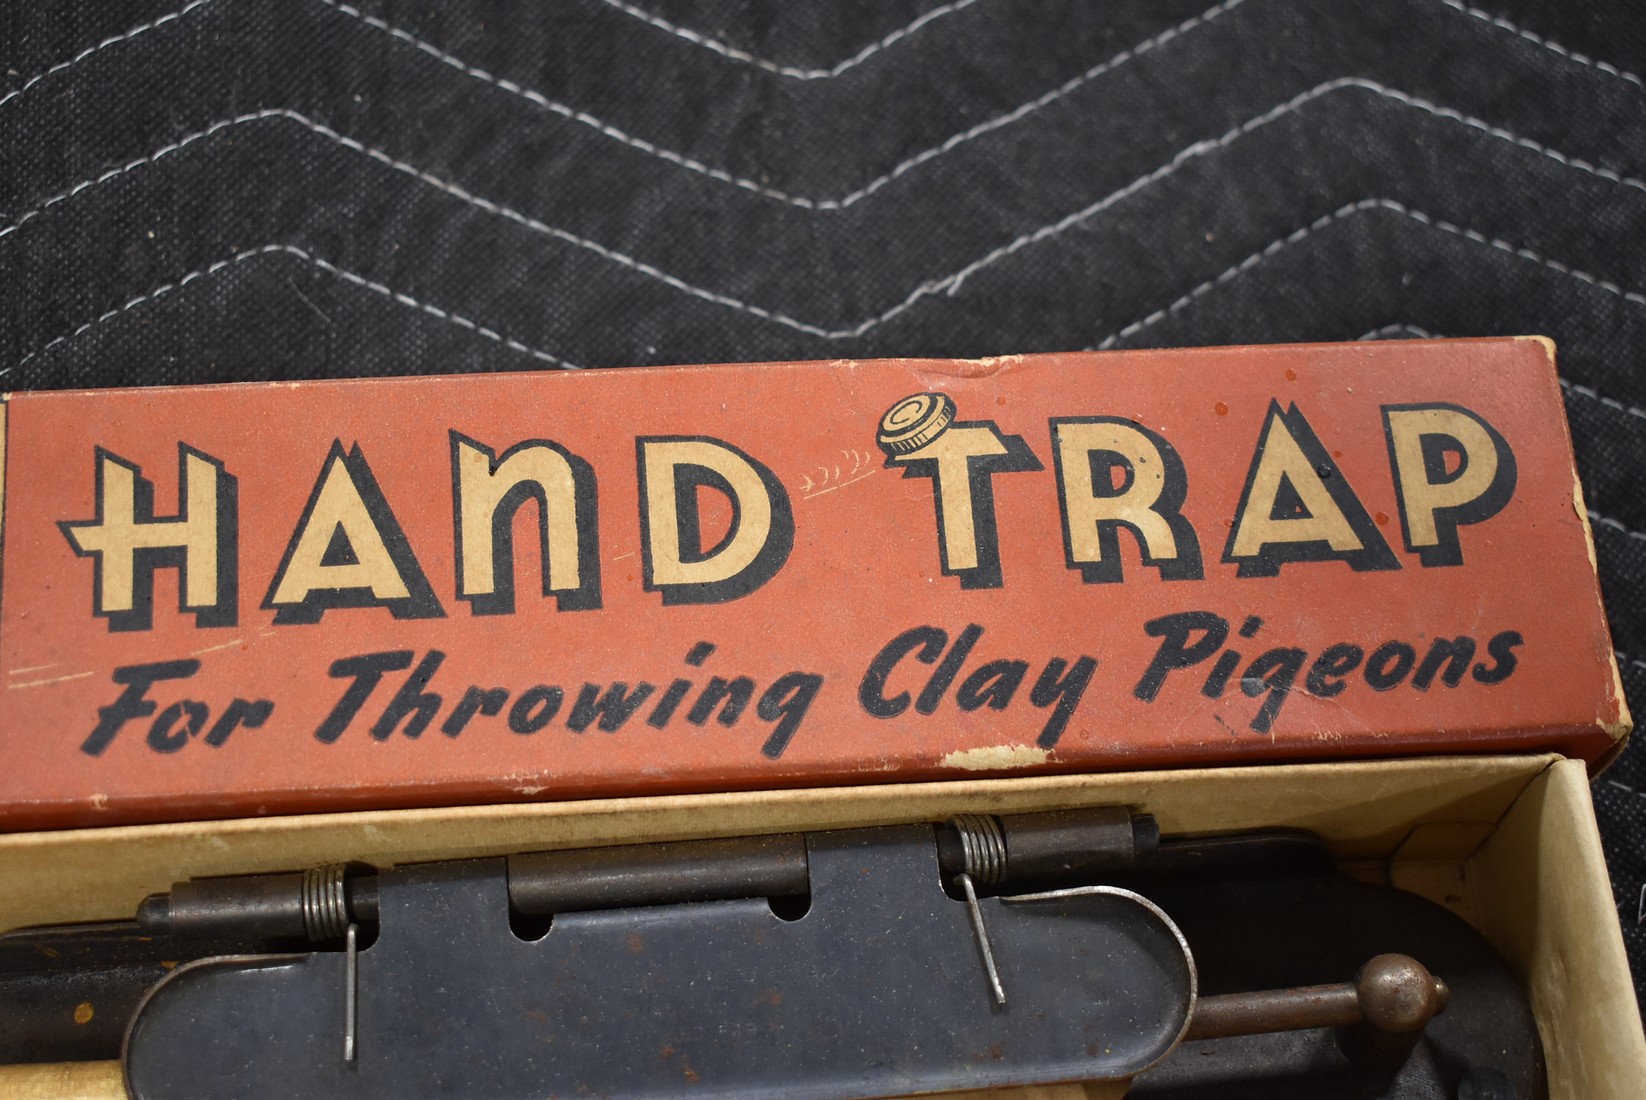 HAnD TRAP
For Throwing Clay Pigeons